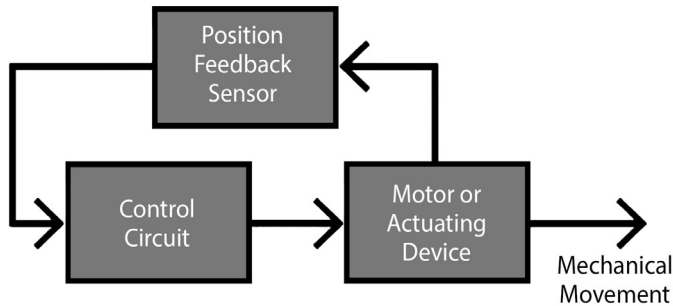 Position
Feedback
Sensor
Control
Circuit
Motor or
Actuating
Device
Mechanical
Movement